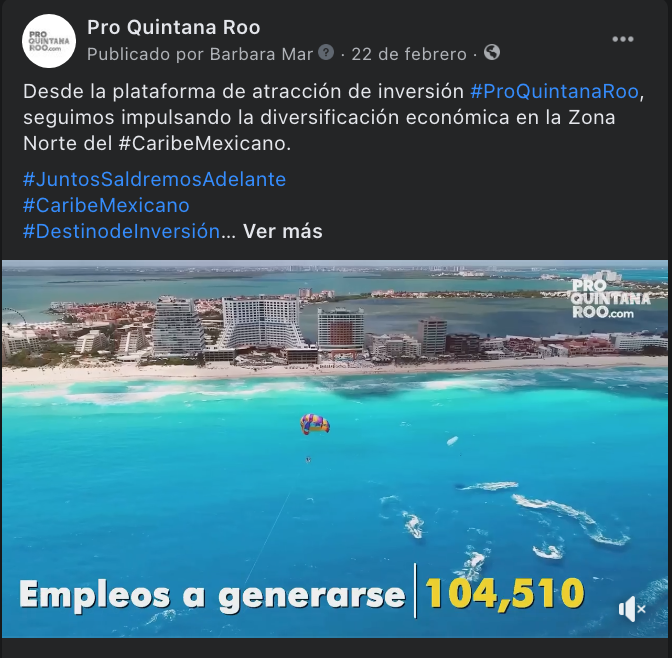 PRO
QUINTANA
ROO.com
Pro Quintana Roo
Publicado por Barbara Mar ? · 22 de febrero ·
Desde la plataforma de atracción de inversión #ProQuintanaRoo,
seguimos impulsando la diversificación económica en la Zona
Norte del #CaribeMexicano.
#JuntosSaldremosAdelante
#CaribeMexicano
#DestinodeInversión... Ver más
PRO
QUINTANA
ROO.com
Empleos a generarse 104,510